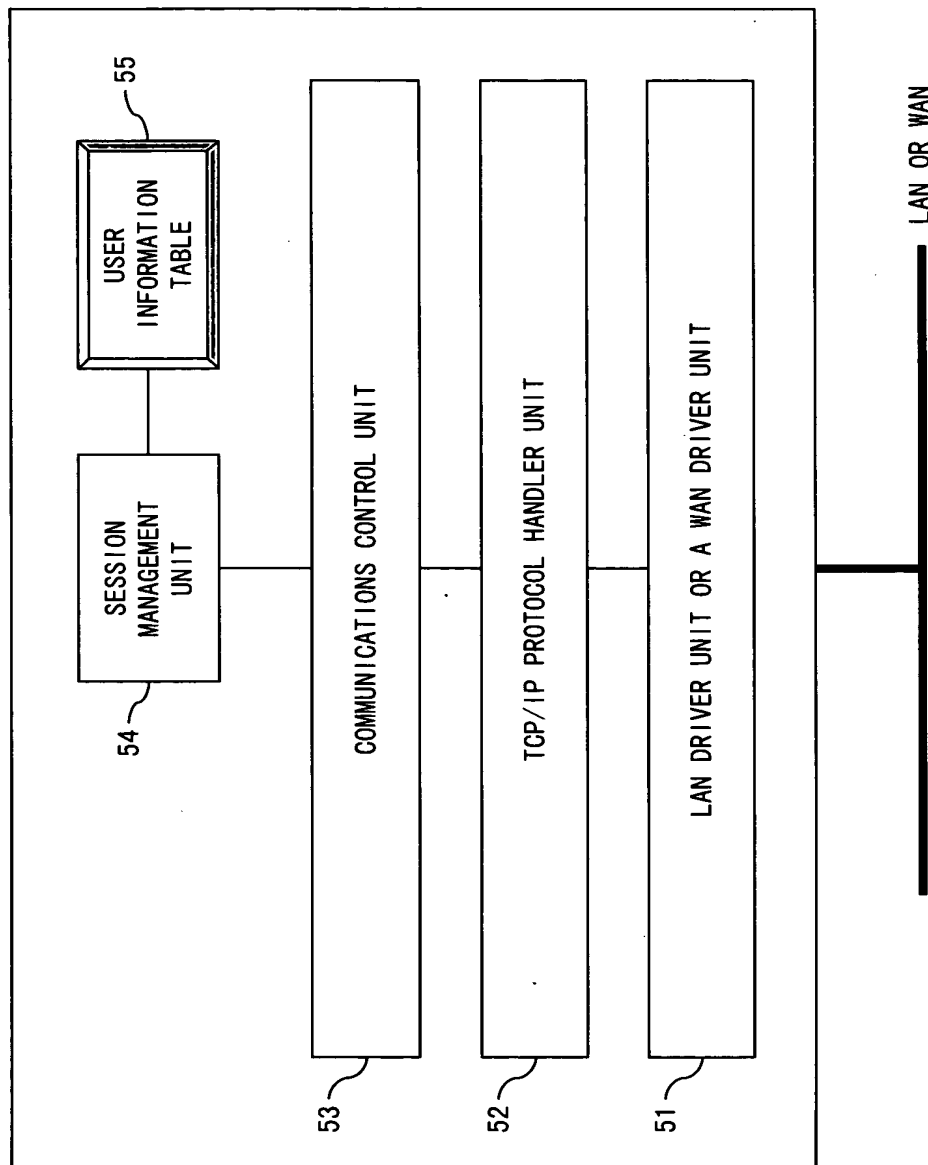 55
USER
INFORMATION
TABLE
SESSION
MANAGEMENT
UNIT
54
COMMUNICATIONS CONTROL UNIT
53
TCP/IP PROTOCOL HANDLER UNIT
52
LAN DRIVER UNIT OR A WAN DRIVER UNIT
51
LAN OR WAN